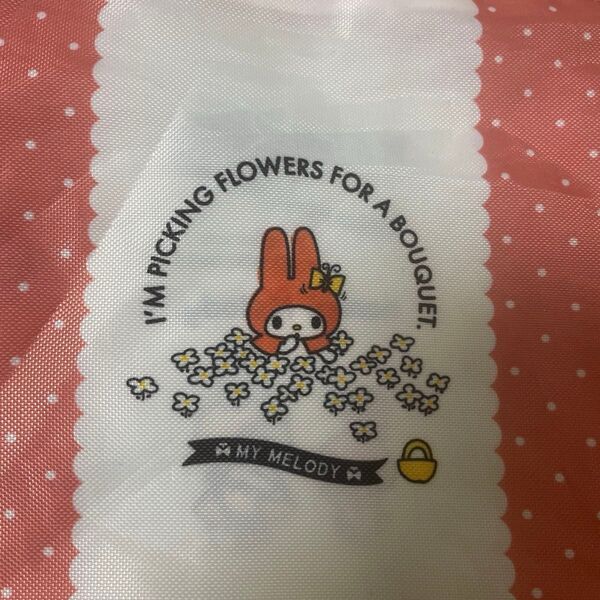 I'M PICKING FLOWERS FOR A BOUQUET.
MY MELODY